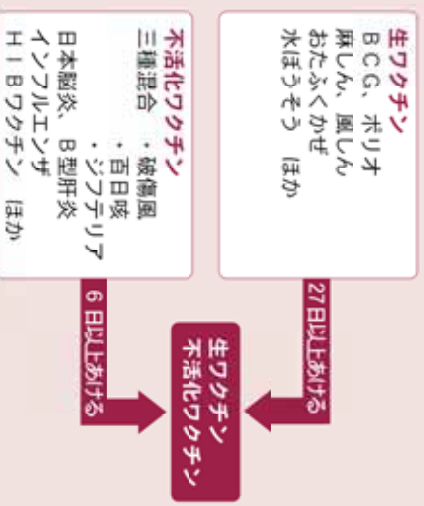 生ワクチン
BCG、ポリオ
麻しん、風しん
おたふくかぜ
水ぼうそう ほか
27日以上あける
不活化ワクチン
三種混合 ・破傷風
・百日咳
・ジフテリア
日本脳炎、B型肝炎
インフルエンザ
HIBワクチン ほか
6日以上あける
生ワクチン
不活化ワクチン